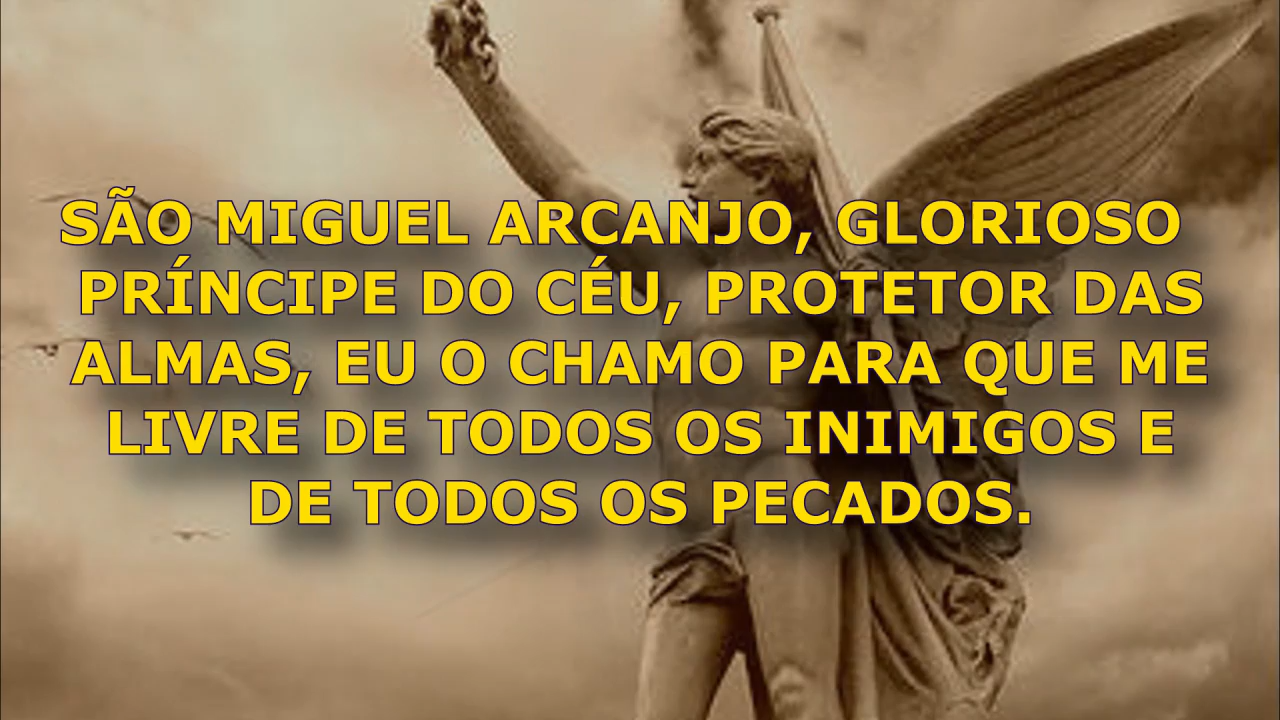 SÃO MIGUEL ARCANJO, GLORIOSO
PRÍNCIPE DO CÉU, PROTETOR DAS
ALMAS, EU O CHAMO PARA QUE ME
LIVRE DE TODOS OS INIMIGOS E
DE TODOS OS PECADOS.